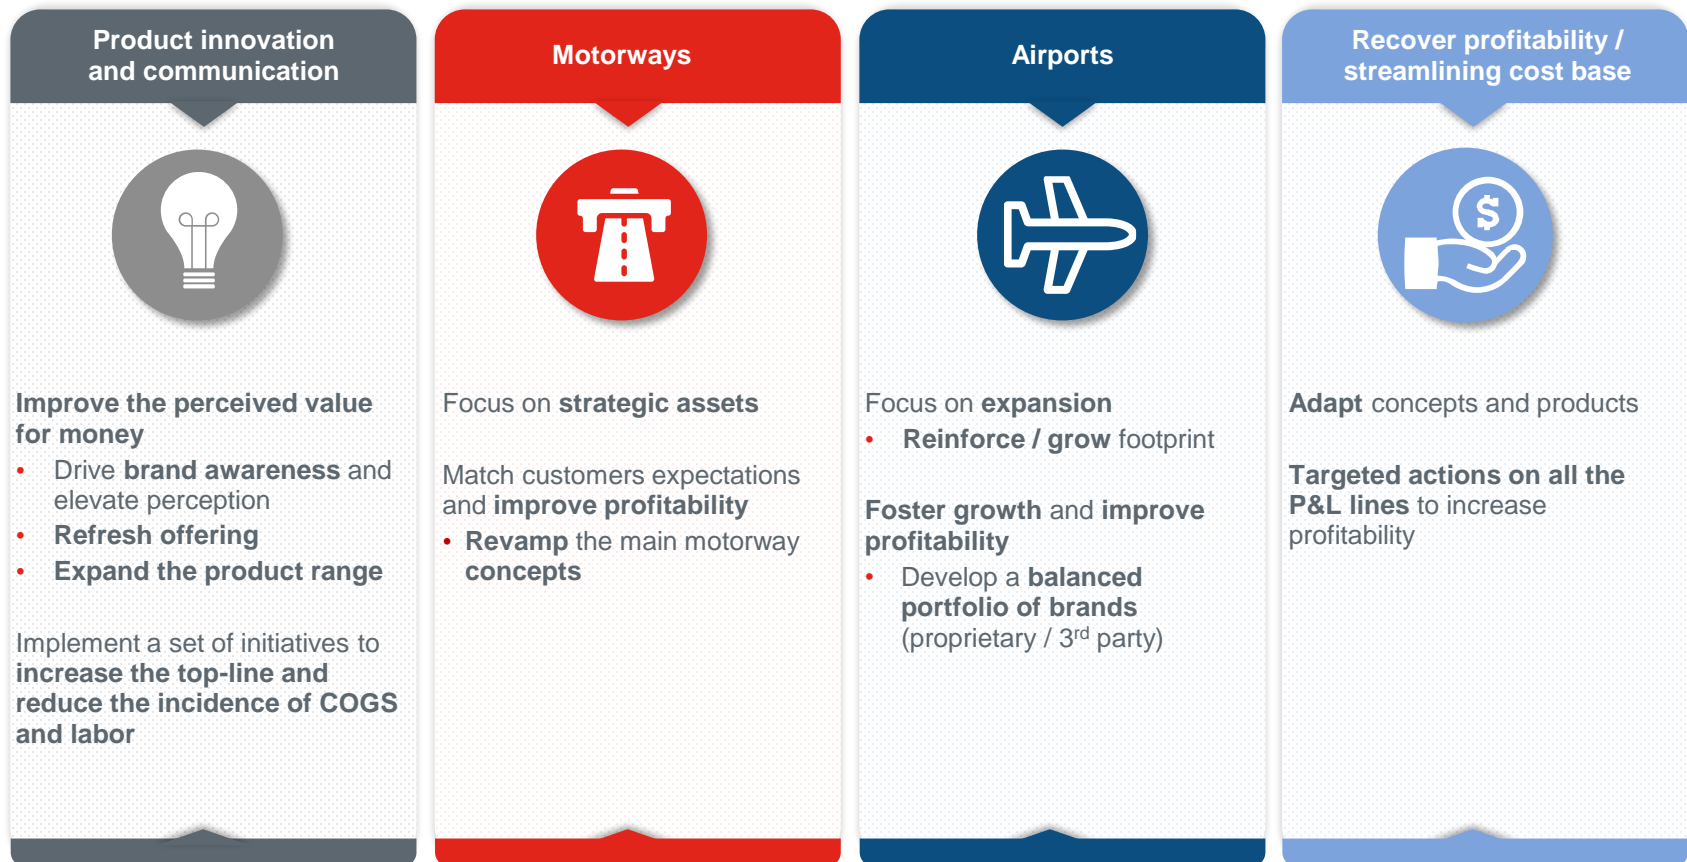 Product innovation
and communication
Improve the perceived value
for money
• Drive brand awareness and
elevate perception
• Refresh offering
• Expand the product range
Implement a set of initiatives to
increase the top-line and
reduce the incidence of COGS
and labor
Motorways
Focus on strategic assets
Match customers expectations
and improve profitability
• Revamp the main motorway
concepts
Airports
Focus on expansion
• Reinforce / grow footprint
Foster growth and improve
profitability
• Develop a balanced
portfolio of brands
(proprietary / 3rd party)
Recover profitability /
streamlining cost base
$
Adapt concepts and products
Targeted actions on all the
P&L lines to increase
profitability